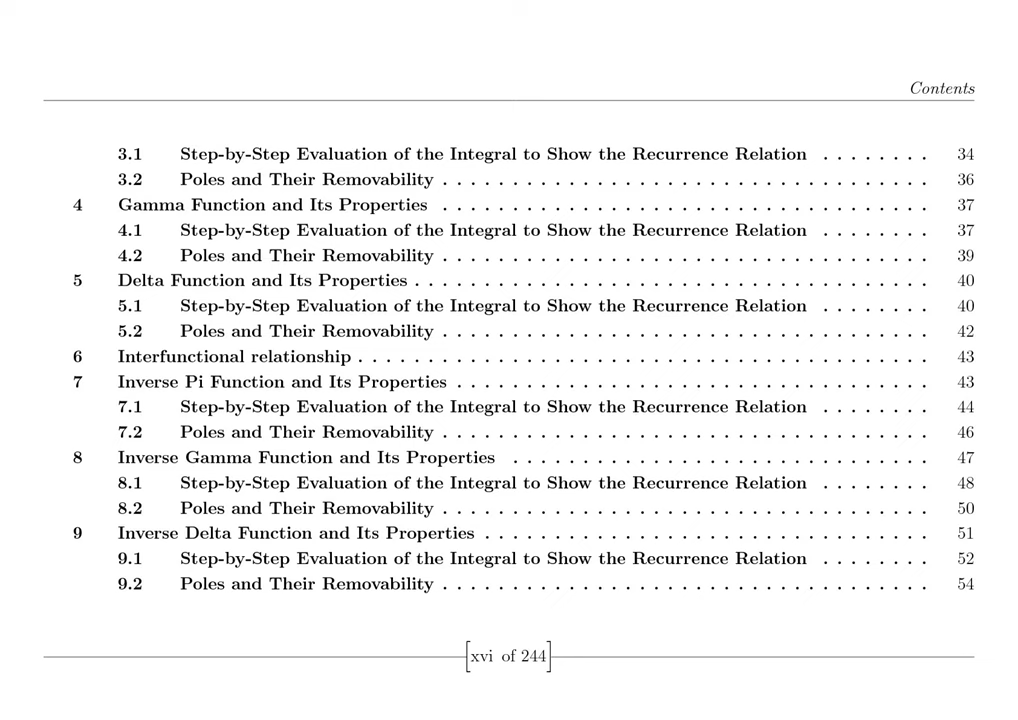 Contents
3.1 Step-by-Step Evaluation of the Integral to Show the Recurrence Relation . . . . . . . . 34
3.2 Poles and Their Removability . . . . . . . . . . . . . . . . . . . . . . . . . . . . . . . . . . . 36
4 Gamma Function and Its Properties . . . . . . . . . . . . . . . . . . . . . . . . . . . . . . . . . . . 37
4.1 Step-by-Step Evaluation of the Integral to Show the Recurrence Relation . . . . . . . . 37
4.2 Poles and Their Removability . . . . . . . . . . . . . . . . . . . . . . . . . . . . . . . . . . . 39
5 Delta Function and Its Properties . . . . . . . . . . . . . . . . . . . . . . . . . . . . . . . . . . . . . 40
5.1 Step-by-Step Evaluation of the Integral to Show the Recurrence Relation . . . . . . . . 40
5.2 Poles and Their Removability . . . . . . . . . . . . . . . . . . . . . . . . . . . . . . . . . . . 42
6 Interfunctional relationship . . . . . . . . . . . . . . . . . . . . . . . . . . . . . . . . . . . . . . . . . 43
7 Inverse Pi Function and Its Properties . . . . . . . . . . . . . . . . . . . . . . . . . . . . . . . . . . 43
7.1 Step-by-Step Evaluation of the Integral to Show the Recurrence Relation . . . . . . . . 44
7.2 Poles and Their Removability . . . . . . . . . . . . . . . . . . . . . . . . . . . . . . . . . . . 46
8 Inverse Gamma Function and Its Properties . . . . . . . . . . . . . . . . . . . . . . . . . . . . . . 47
8.1 Step-by-Step Evaluation of the Integral to Show the Recurrence Relation . . . . . . . . 48
8.2 Poles and Their Removability . . . . . . . . . . . . . . . . . . . . . . . . . . . . . . . . . . . 50
9 Inverse Delta Function and Its Properties . . . . . . . . . . . . . . . . . . . . . . . . . . . . . . . . 51
9.1 Step-by-Step Evaluation of the Integral to Show the Recurrence Relation . . . . . . . . 52
9.2 Poles and Their Removability . . . . . . . . . . . . . . . . . . . . . . . . . . . . . . . . . . . 54
[xvi of 244]